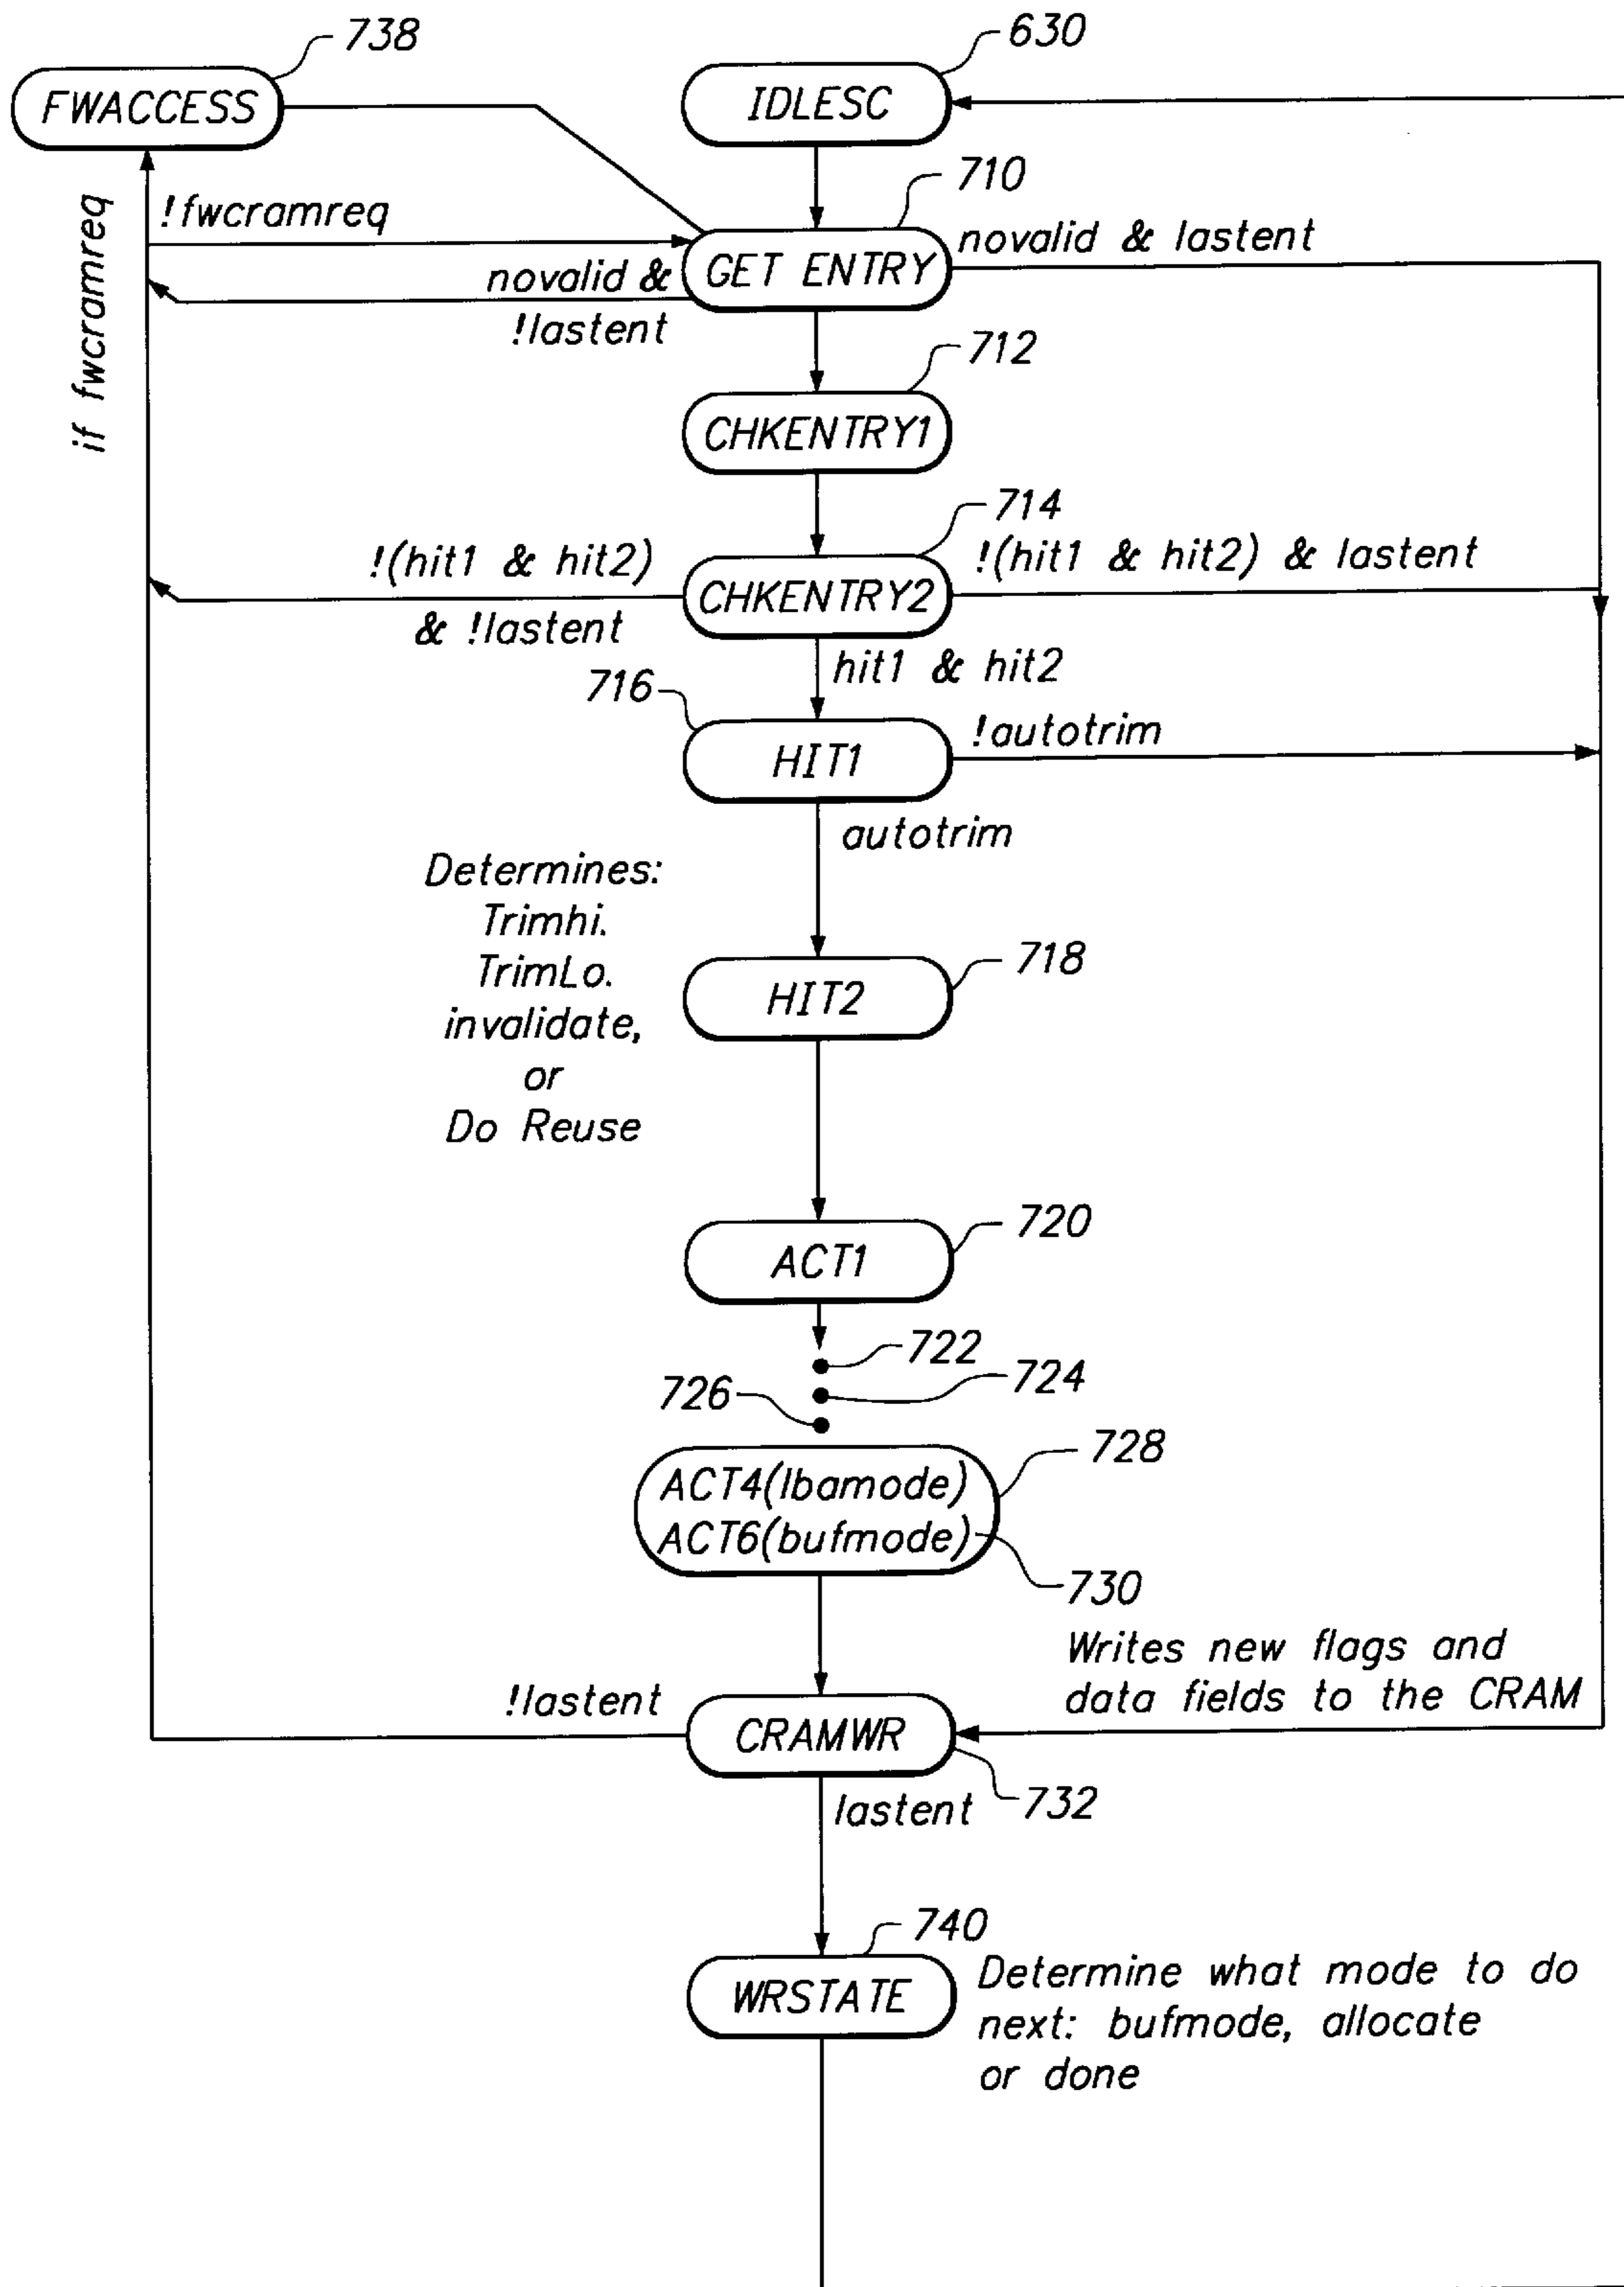 738
630
FWACCESS
IDLESC
710
!fwcramreq
novalid & lastent
GET ENTRY
novalid &
!lastent
if fwcramreq
712
CHKENTRY1
714
!(hit1 & hit2)
!(hit1 & hit2) & lastent
CHKENTRY2
& !lastent
hit1 & hit2
716
!autotrim
HIT1
autotrim
Determines:
Trimhi.
TrimLo.
invalidate,
or
Do Reuse
718
HIT2
720
ACT1
722
724
726
728
ACT4(lbamode)
ACT6(bufmode)
730
Writes new flags and
data fields to the CRAM
!lastent
CRAMWR
732
lastent
740
WRSTATE
Determine what mode to do
next: bufmode, allocate
or done